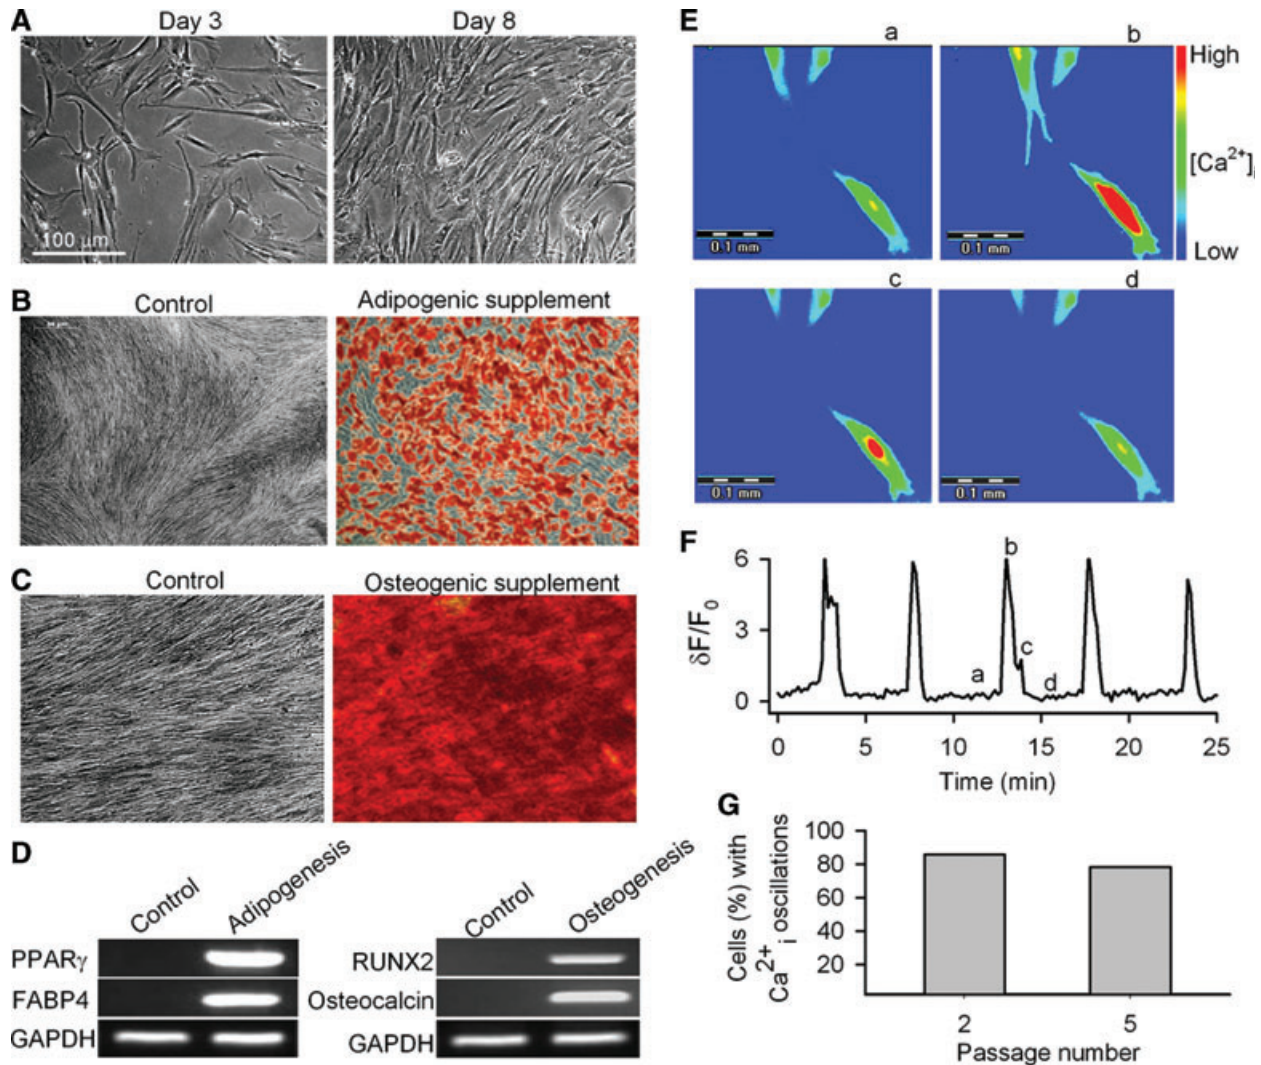 A
Day 3
Day 8
100 µm
B
Control
Adipogenic supplement
C
Control
Osteogenic supplement
D
Control
Adipogenesis
PPARγ
FABP4
GAPDH
Control
Osteogenesis
RUNX2
Osteocalcin
GAPDH
E
a
b
0.1 mm
0.1 mm
High
[Ca²⁺]ᵢ
Low
c
d
0.1 mm
0.1 mm
F
δF/F₀
6
3
0
a
b
c
d
0
5
10
15
20
25
Time (min)
G
Cells (%) with
Ca²⁺ᵢ oscillations
100
80
60
40
20
2
5
Passage number